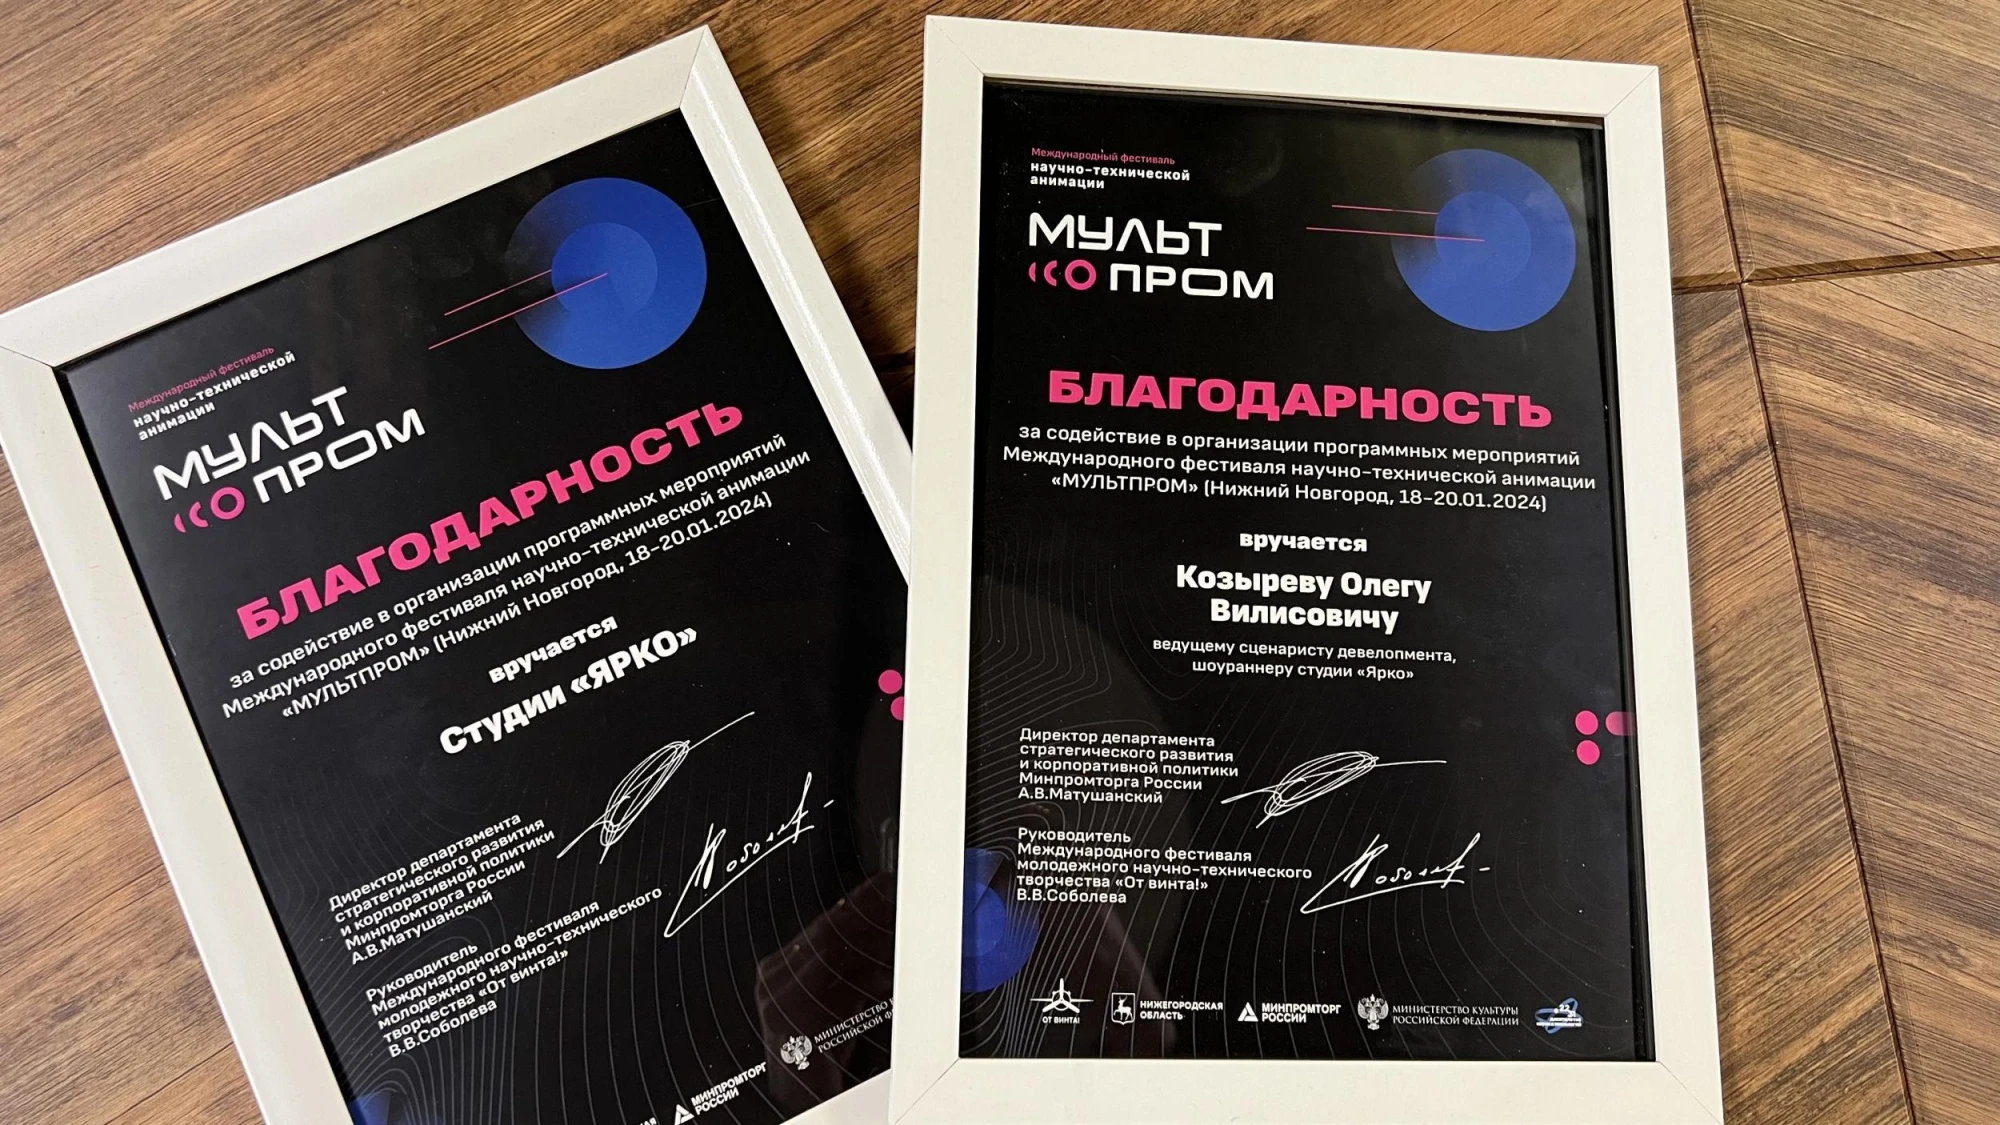 Международный фестиваль
научно-технической
анимации
МУЛЬТ
ПРОМ
БЛАГОДАРНОСТЬ
за содействие в организации программных мероприятий
Международного фестиваля научно-технической анимации
«МУЛЬТПРОМ» (Нижний Новгород, 18-20.01.2024)
вручается
Студии «ЯРКО»
Директор департамента
стратегического развития
и корпоративной политики
Минпромторга России
А.В.Матушанский
Руководитель
Международного фестиваля
молодежного научно-технического
творчества «От винта!»
В.В.Соболева
МИНПРОМТОРГ
РОССИИ
МИНИСТЕРСТВО
РОССИЙСКОЙ
Международный фестиваль
научно-технической
анимации
МУЛЬТ
ПРОМ
БЛАГОДАРНОСТЬ
за содействие в организации программных мероприятий
Международного фестиваля научно-технической анимации
«МУЛЬТПРОМ» (Нижний Новгород, 18-20.01.2024)
вручается
Козыреву Олегу
Вилисовичу
ведущему сценаристу девелопмента,
шоураннеру студии «Ярко»
Директор департамента
стратегического развития
и корпоративной политики
Минпромторга России
А.В.Матушанский
Руководитель
Международного фестиваля
молодежного научно-технического
творчества «От винта!»
В.В.Соболева
ОТ ВИНТА!
НИЖЕГОРОДСКАЯ
ОБЛАСТЬ
МИНПРОМТОРГ
РОССИИ
МИНИСТЕРСТВО КУЛЬТУРЫ
РОССИЙСКОЙ ФЕДЕРАЦИИ